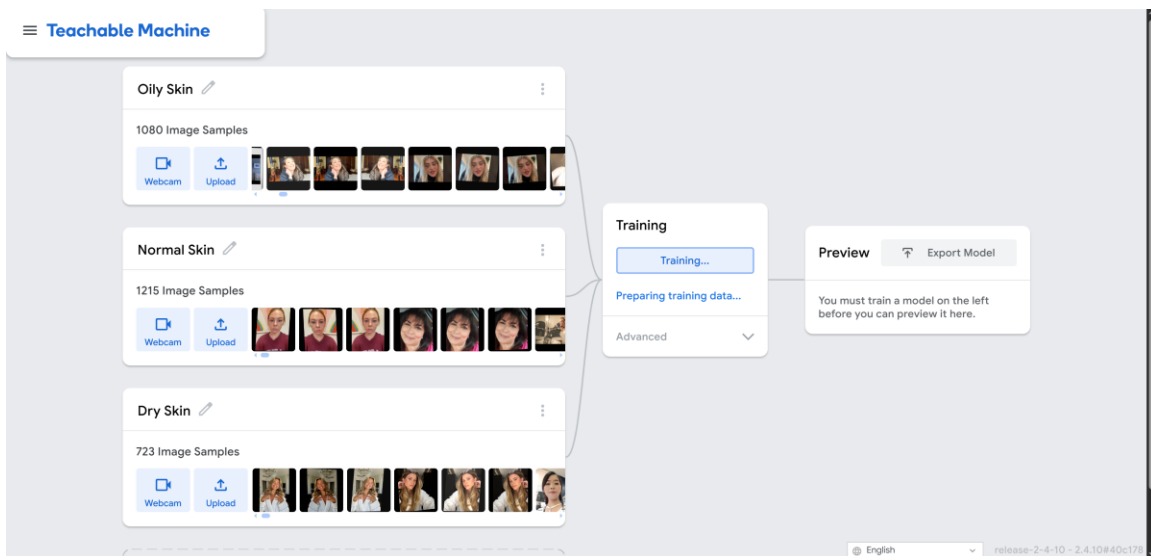 Teachable Machine
Oily Skin
1080 Image Samples
Webcam
Upload
Normal Skin
1215 Image Samples
Webcam
Upload
Dry Skin
723 Image Samples
Webcam
Upload
Training
Training...
Preparing training data...
Advanced
Preview
Export Model
You must train a model on the left
before you can preview it here.
English
release-2-4-10 - 2.4.10#40c178